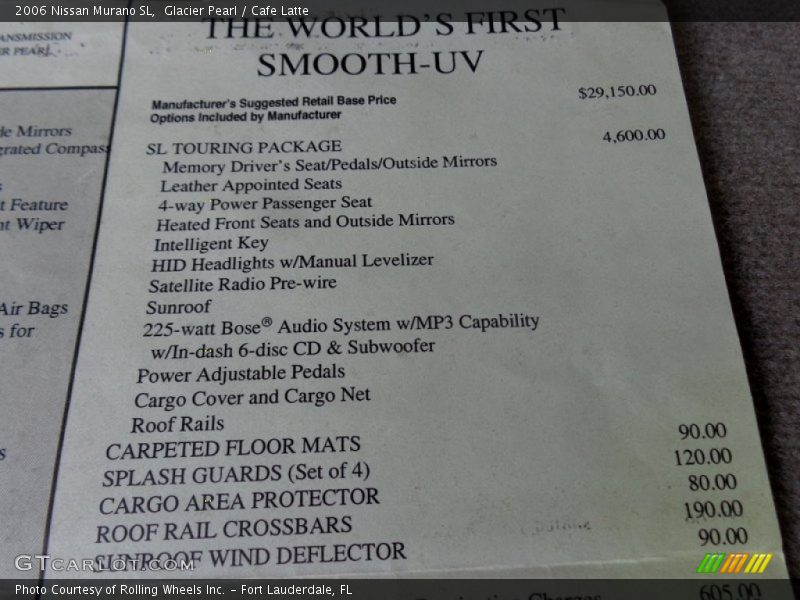 2006 Nissan Murano SL, Glacier Pearl / Cafe Latte
THE WORLD'S FIRST
SMOOTH-UV
Manufacturer's Suggested Retail Base Price $29,150.00
Options Included by Manufacturer
SL TOURING PACKAGE 4,600.00
Memory Driver's Seat/Pedals/Outside Mirrors
Leather Appointed Seats
4-way Power Passenger Seat
Heated Front Seats and Outside Mirrors
Intelligent Key
HID Headlights w/Manual Levelizer
Satellite Radio Pre-wire
Sunroof
225-watt Bose® Audio System w/MP3 Capability
w/In-dash 6-disc CD & Subwoofer
Power Adjustable Pedals
Cargo Cover and Cargo Net
Roof Rails
CARPETED FLOOR MATS 90.00
SPLASH GUARDS (Set of 4) 120.00
CARGO AREA PROTECTOR 80.00
ROOF RAIL CROSSBARS 190.00
SUNROOF WIND DEFLECTOR 90.00
605.00
Mirrors
Compass
Feature
Wiper
Air Bags
for
GTCARLOT.COM
Photo Courtesy of Rolling Wheels Inc. – Fort Lauderdale, FL